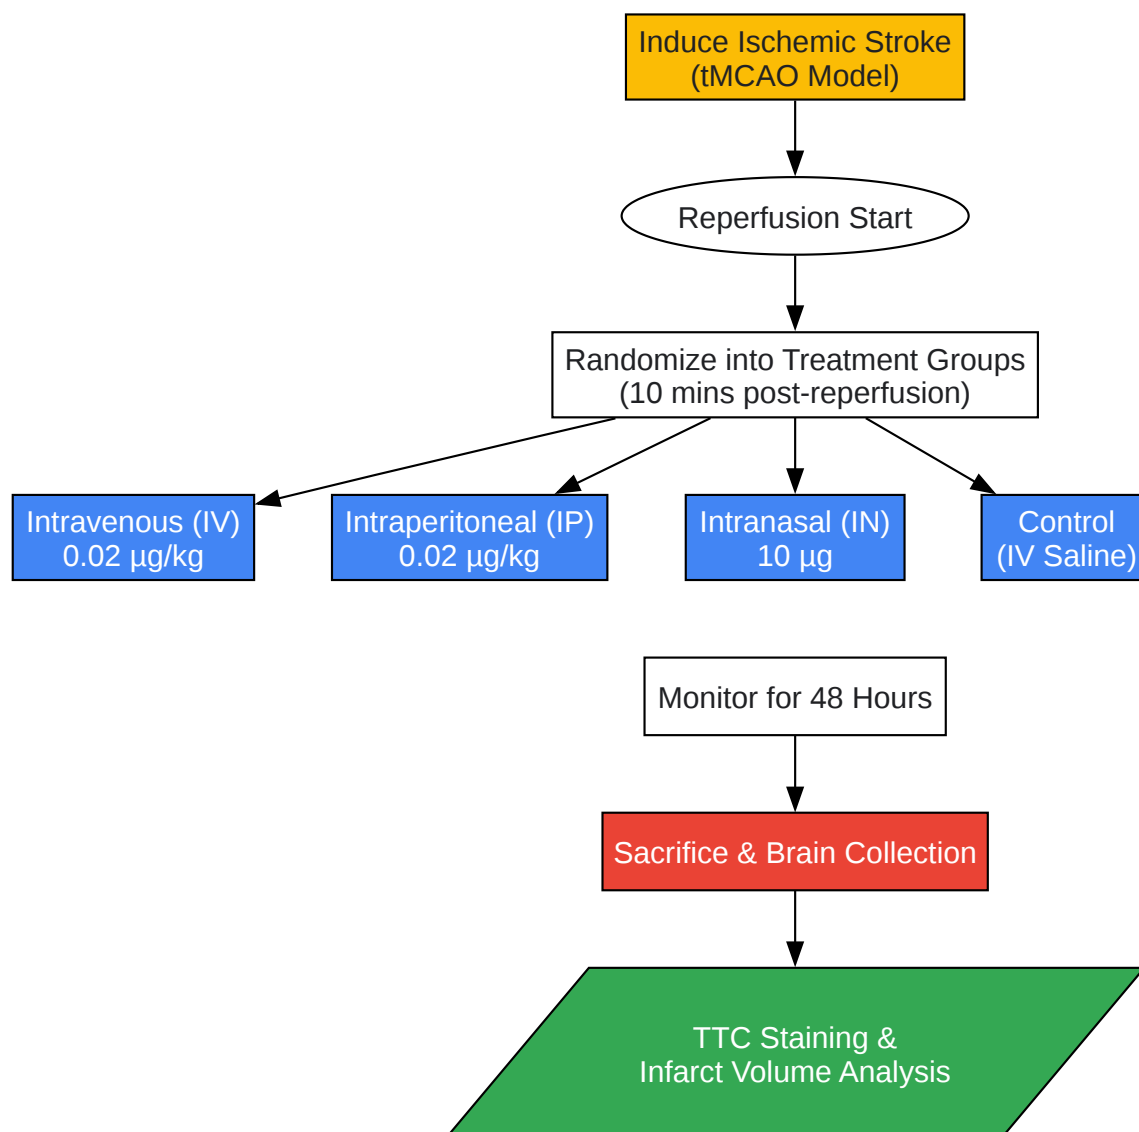 Induce Ischemic Stroke
(tMCAO Model)
Reperfusion Start
Randomize into Treatment Groups
(10 mins post-reperfusion)
Intravenous (IV)
0.02 µg/kg
Intraperitoneal (IP)
0.02 µg/kg
Intranasal (IN)
10 µg
Control
(IV Saline)
Monitor for 48 Hours
Sacrifice & Brain Collection
TTC Staining &
Infarct Volume Analysis